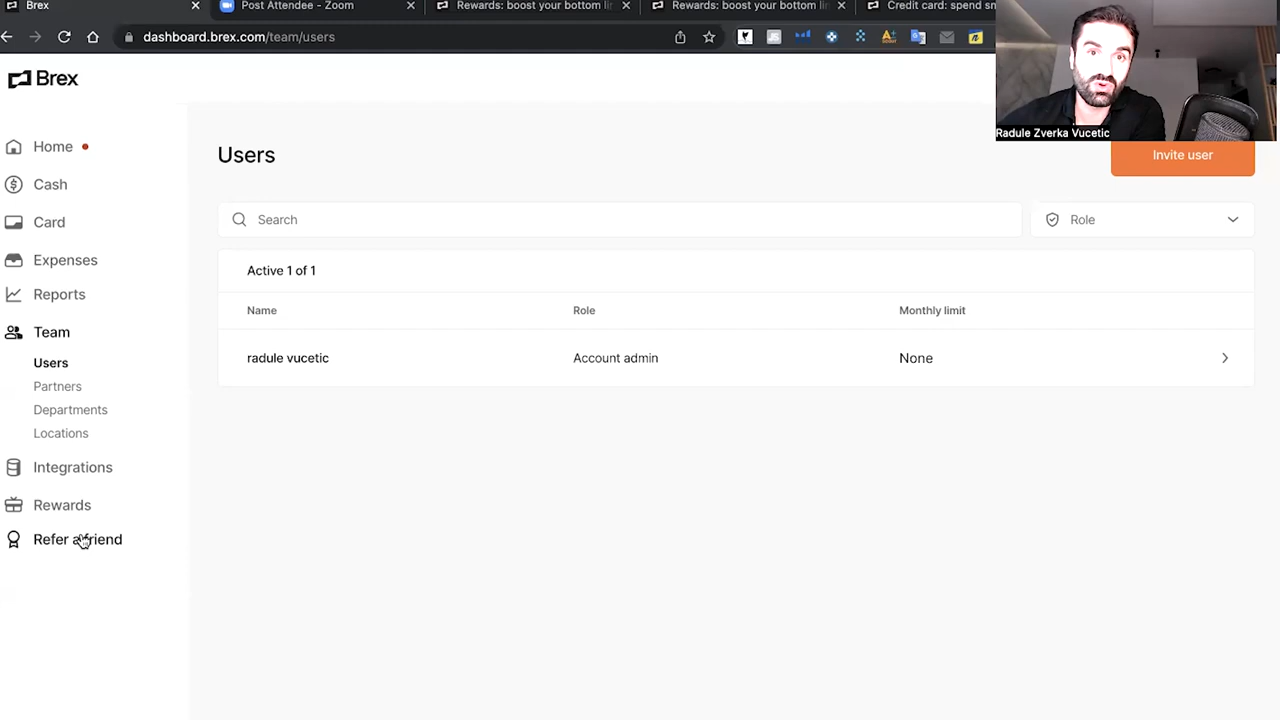 Brex
Post Attendee - Zoom
Rewards: boost your bottom li
Rewards: boost your bottom li
Credit card: spend sm
dashboard.brex.com/team/users
Brex
Radule Zverka Vucetic
Home
Cash
Card
Expenses
Reports
Team
Users
Partners
Departments
Locations
Integrations
Rewards
Refer a friend
Users
Invite user
Search
Role
Active 1 of 1
Name Role Monthly limit
radule vucetic Account admin None